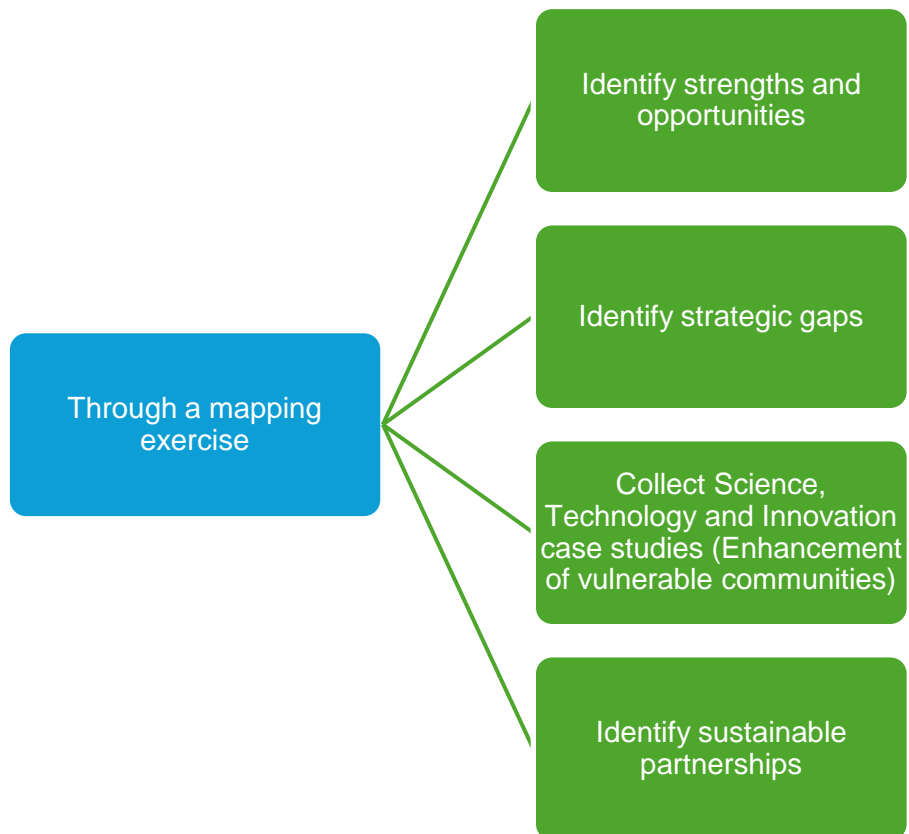 Through a mapping
exercise
Identify strengths and
opportunities
Identify strategic gaps
Collect Science,
Technology and Innovation
case studies (Enhancement
of vulnerable communities)
Identify sustainable
partnerships